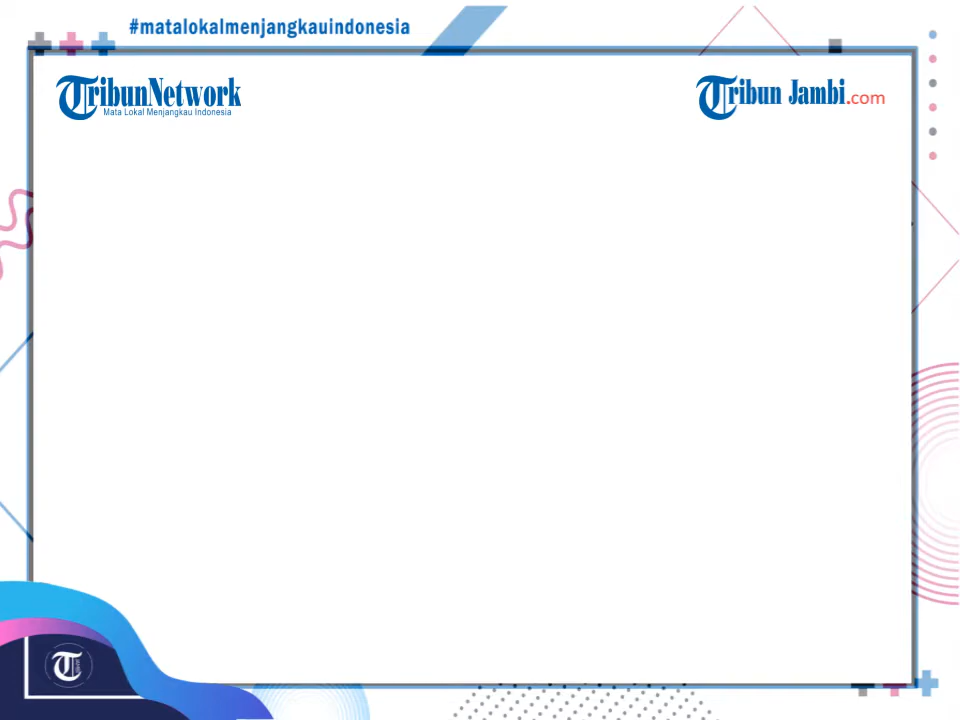 #matalokalmenjangkauindonesia
TribunNetwork
Mata Lokal Menjangkau Indonesia
Tribun Jambi.com
T